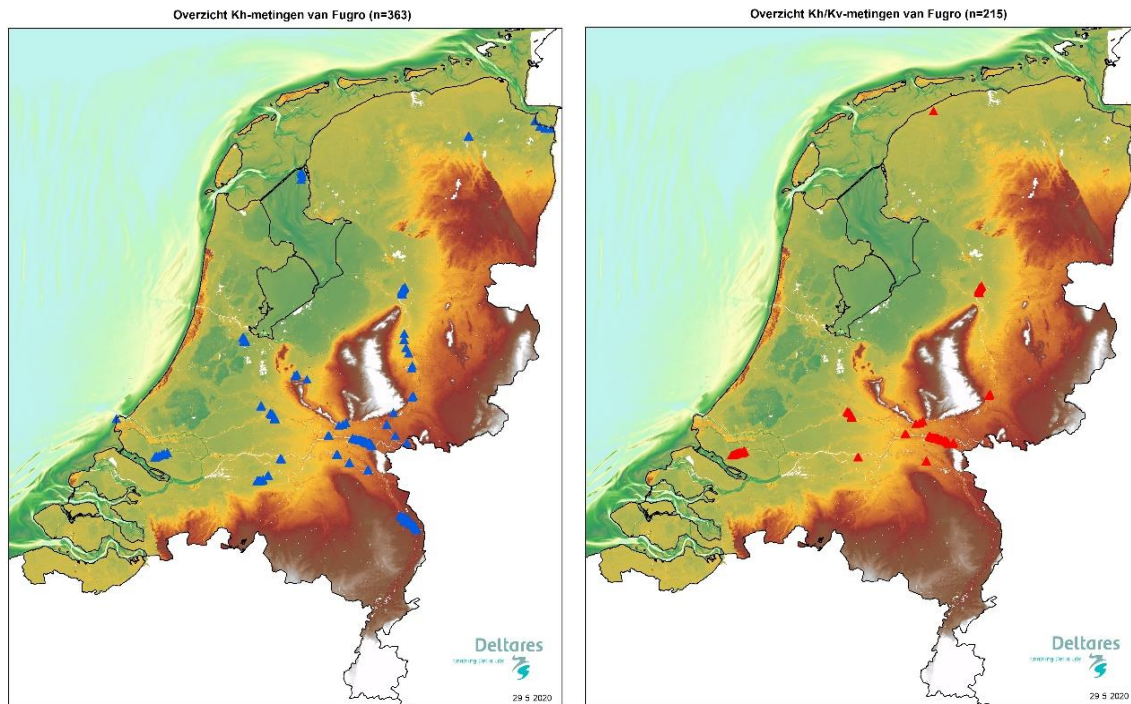 Overzicht Kh-metingen van Fugro (n=363)
Deltares
29 5 2020
Overzicht Kh/Kv-metingen van Fugro (n=215)
Deltares
29 5 2020